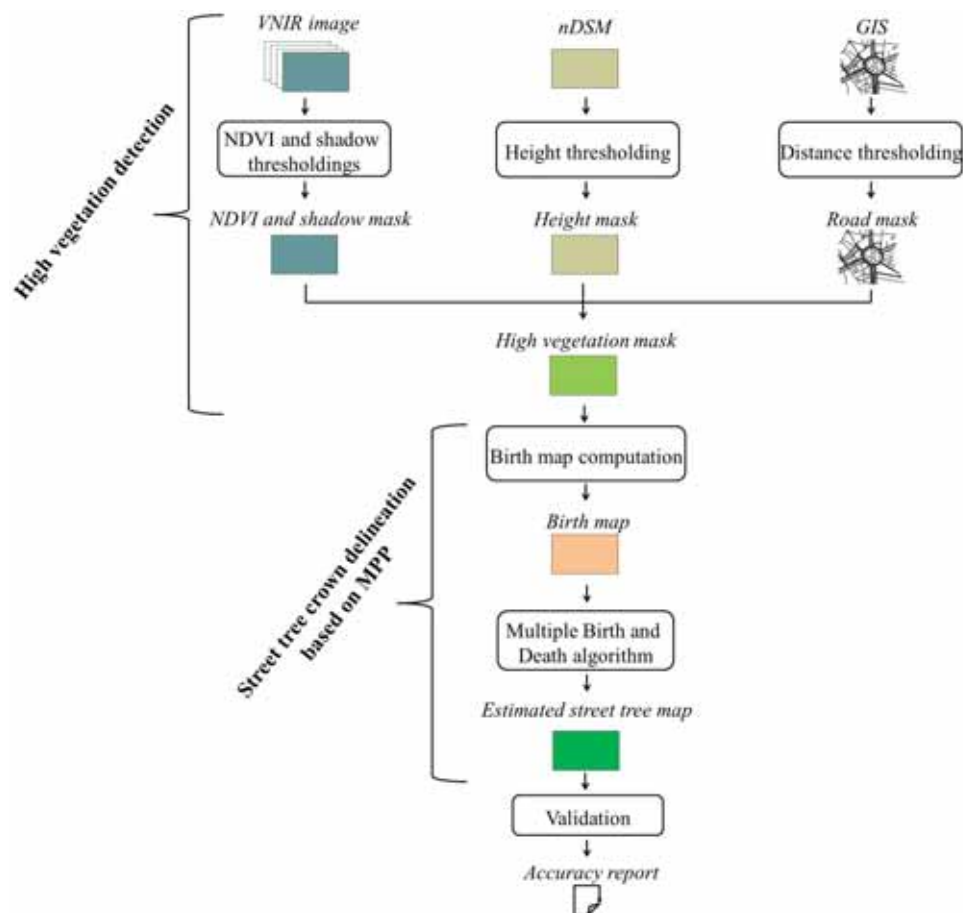 VNIR image
nDSM
GIS
NDVI and shadow
thresholdings
Height thresholding
Distance thresholding
NDVI and shadow mask
Height mask
Road mask
High vegetation detection
High vegetation mask
Birth map computation
Birth map
Street tree crown delineation
based on MPP
Multiple Birth and
Death algorithm
Estimated street tree map
Validation
Accuracy report